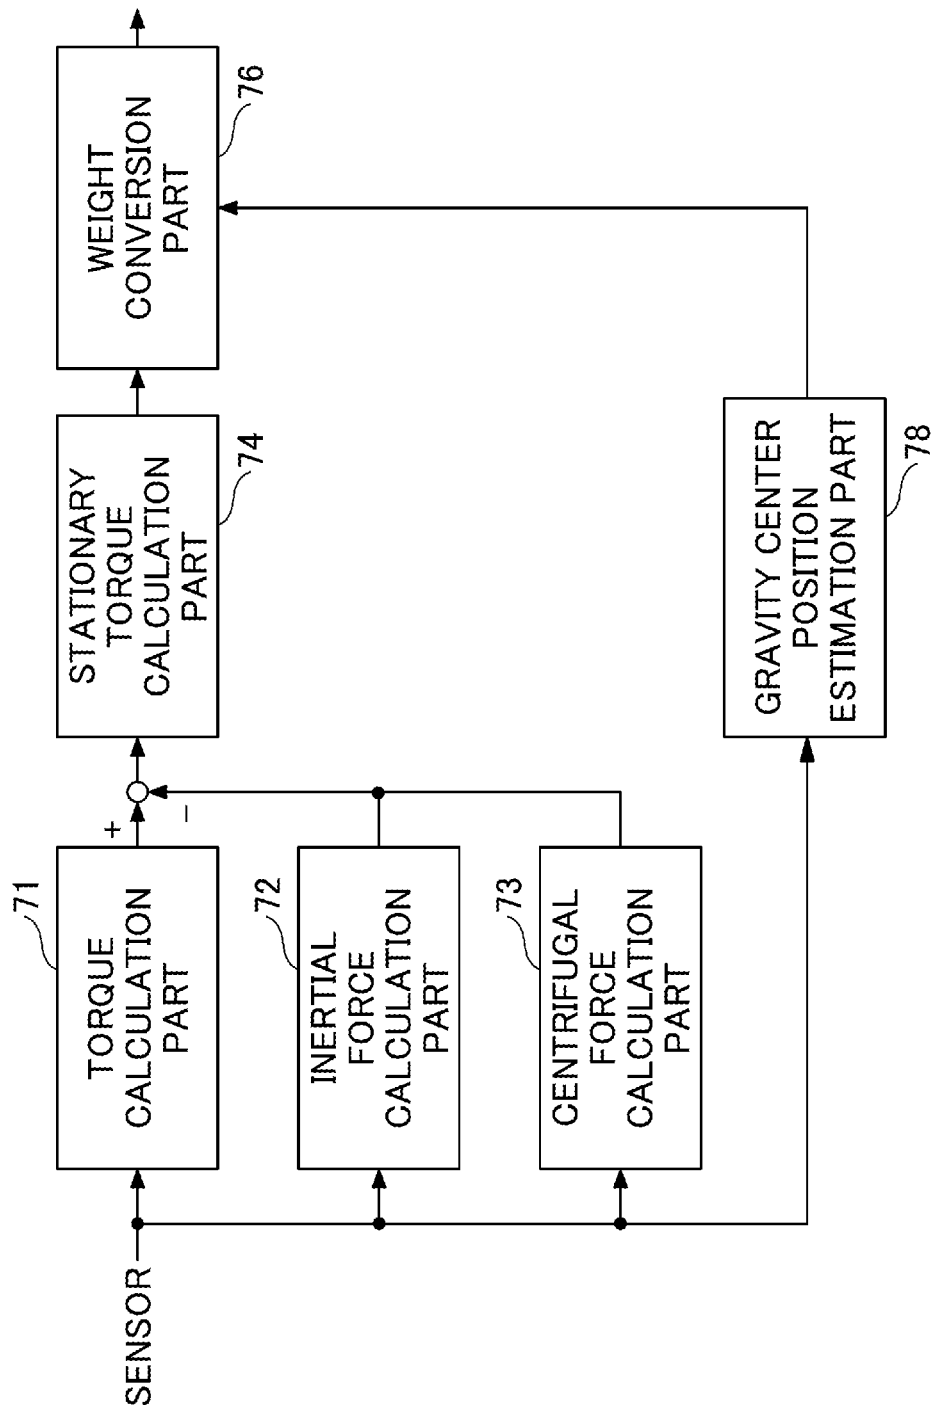 SENSOR
71
TORQUE
CALCULATION
PART
72
INERTIAL
FORCE
CALCULATION
PART
73
CENTRIFUGAL
FORCE
CALCULATION
PART
+
−
STATIONARY
TORQUE
CALCULATION
PART
74
WEIGHT
CONVERSION
PART
76
GRAVITY CENTER
POSITION
ESTIMATION PART
78